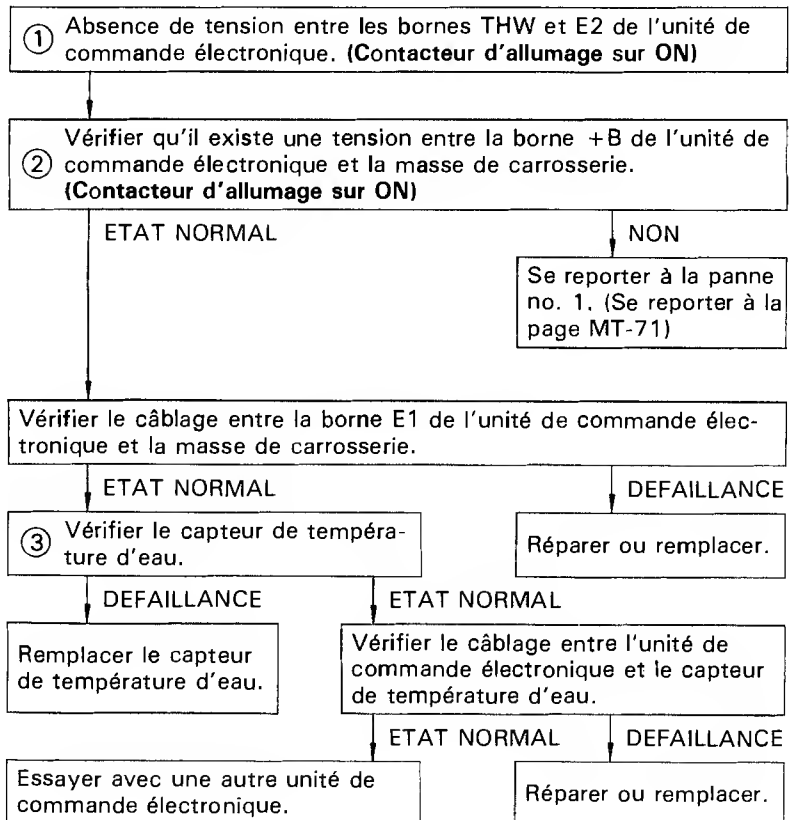 ① Absence de tension entre les bornes THW et E2 de l'unité de
commande électronique. (Contacteur d'allumage sur ON)
② Vérifier qu'il existe une tension entre la borne +B de l'unité de
commande électronique et la masse de carrosserie.
(Contacteur d'allumage sur ON)
ETAT NORMAL
NON
Se reporter à la panne
no. 1. (Se reporter à la
page MT-71)
Vérifier le câblage entre la borne E1 de l'unité de commande élec-
tronique et la masse de carrosserie.
ETAT NORMAL
DEFAILLANCE
③ Vérifier le capteur de tempéra-
ture d'eau.
Réparer ou remplacer.
DEFAILLANCE
ETAT NORMAL
Remplacer le capteur
de température d'eau.
Vérifier le câblage entre l'unité de
commande électronique et le capteur
de température d'eau.
ETAT NORMAL
DEFAILLANCE
Essayer avec une autre unité de
commande électronique.
Réparer ou remplacer.